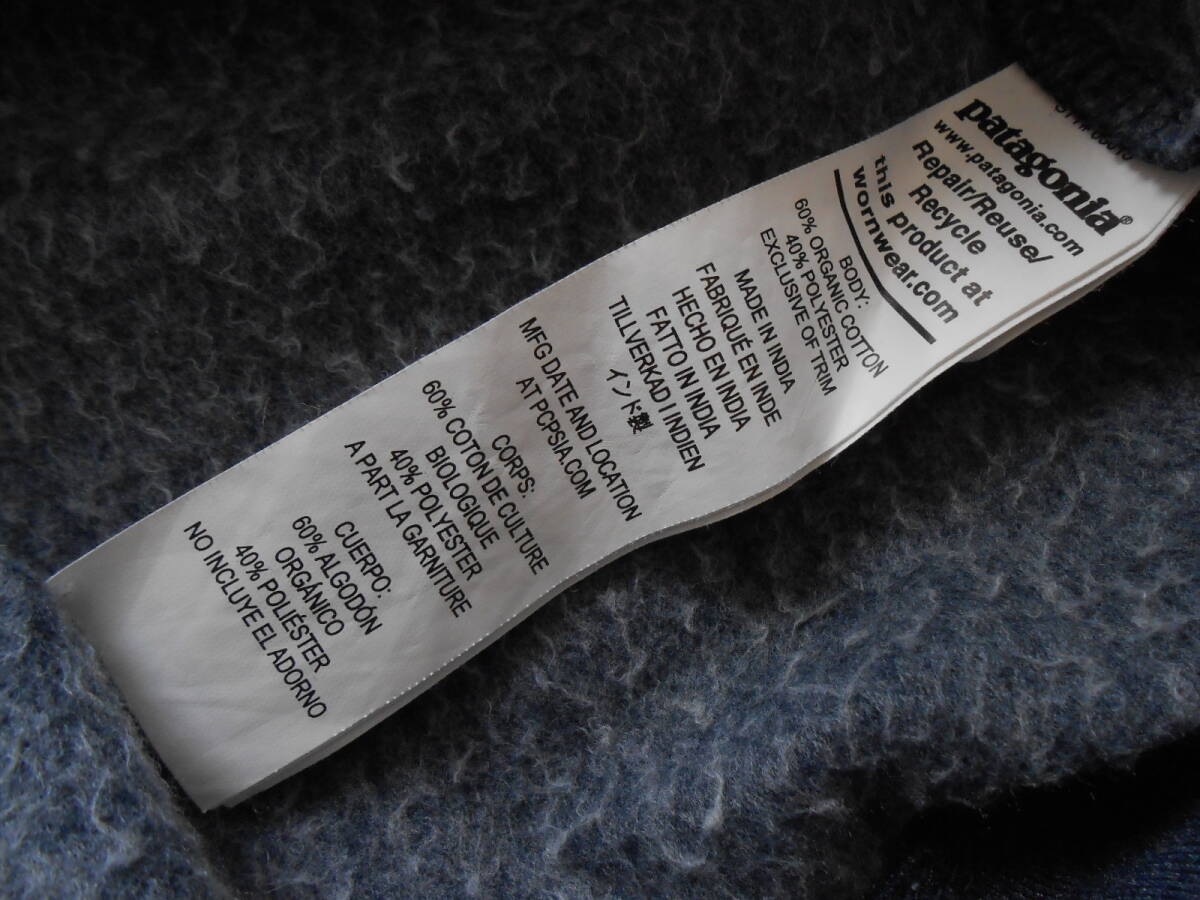 patagonia®
www.patagonia.com
Repair/Reuse/
Recycle
this product at
wornwear.com
BODY:
60% ORGANIC COTTON
40% POLYESTER
EXCLUSIVE OF TRIM
MADE IN INDIA
FABRIQUÉ EN INDE
HECHO EN INDIA
FATTO IN INDIA
TILLVERKAD I INDIEN
インド製
MFG DATE AND LOCATION
AT PCPSIA.COM
CORPS:
60% COTON DE CULTURE
BIOLOGIQUE
40% POLYESTER
A PART LA GARNITURE
CUERPO:
60% ALGODÓN
ORGÁNICO
40% POLIÉSTER
NO INCLUYE EL ADORNO